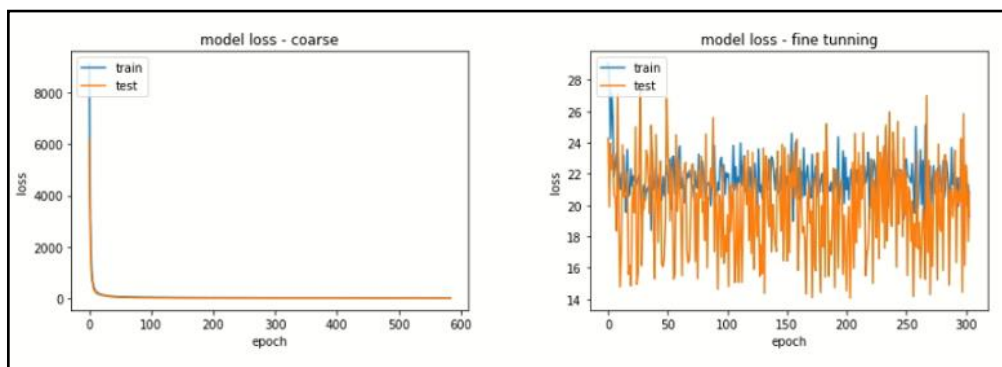 model loss - coarse
train
test
8000
6000
4000
2000
0
loss
0 100 200 300 400 500 600
epoch
model loss - fine tunning
train
test
28
26
24
22
20
18
16
14
loss
0 50 100 150 200 250 300
epoch